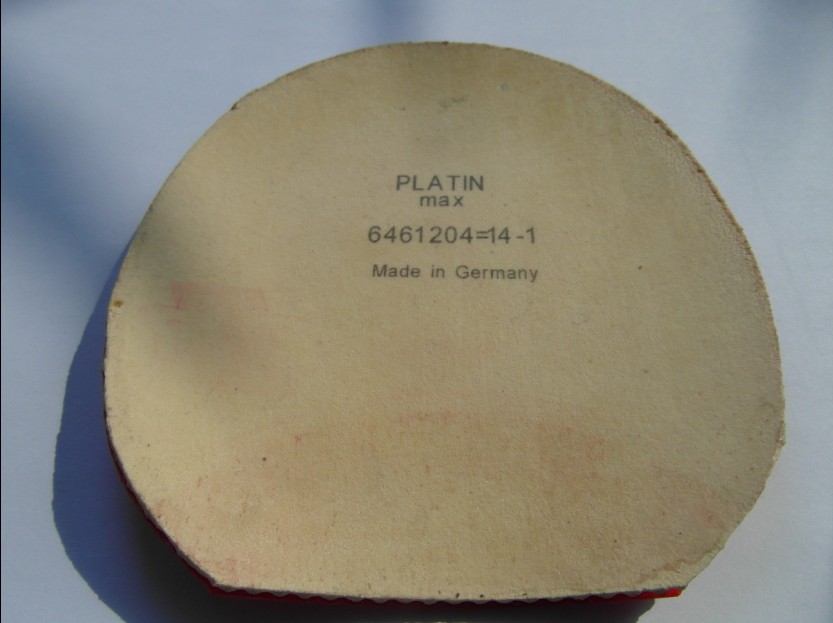 PLATIN
max
6461204=14-1
Made in Germany